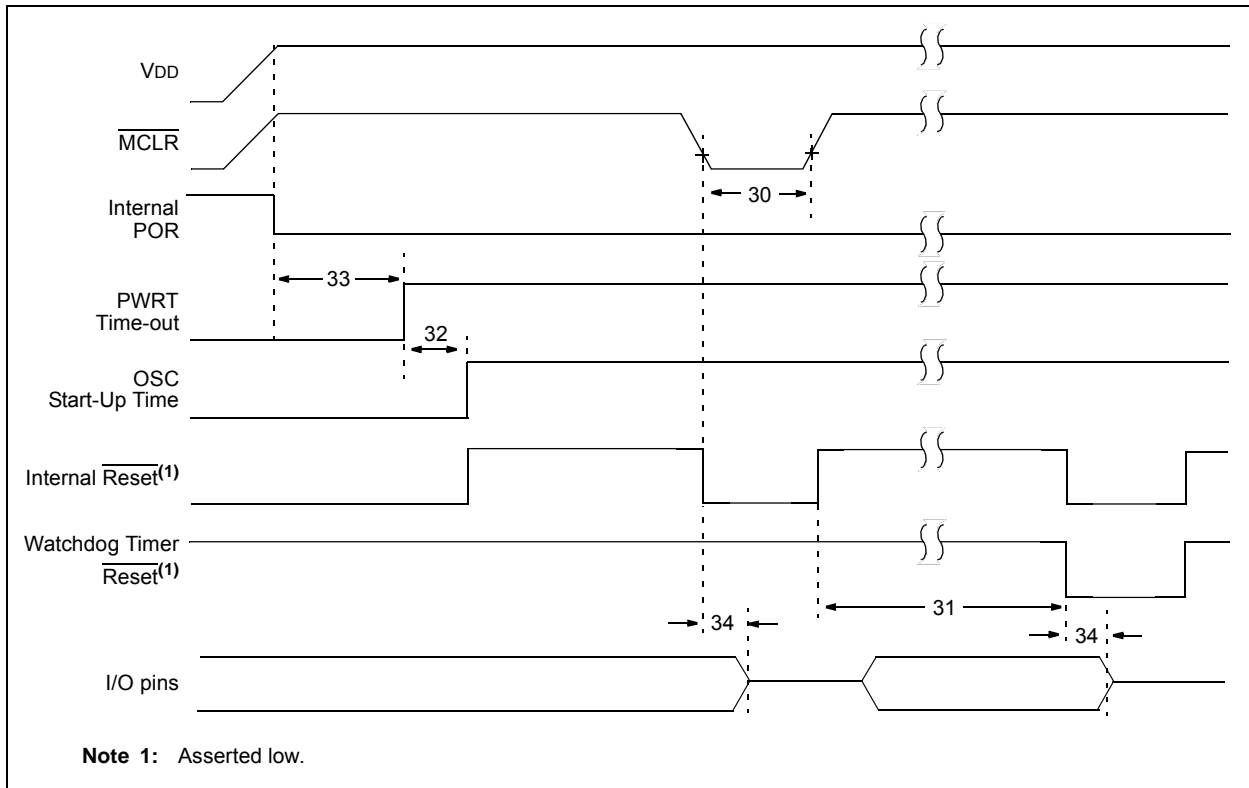 VDD
MCLR
30
Internal
POR
33
PWRT
Time-out
32
OSC
Start-Up Time
Internal Reset(1)
Watchdog Timer
Reset(1)
31
34
34
I/O pins
Note 1: Asserted low.